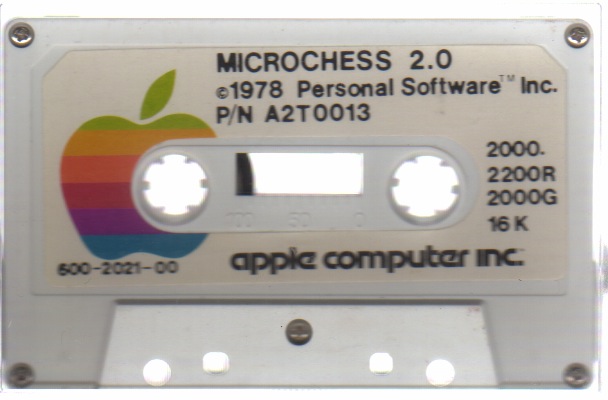 MICROCHESS 2.0
©1978 Personal Software™ Inc.
P/N A2T0013
2000.
2200R
2000G
16K
100 50 0
600-2021-00
apple computer inc.